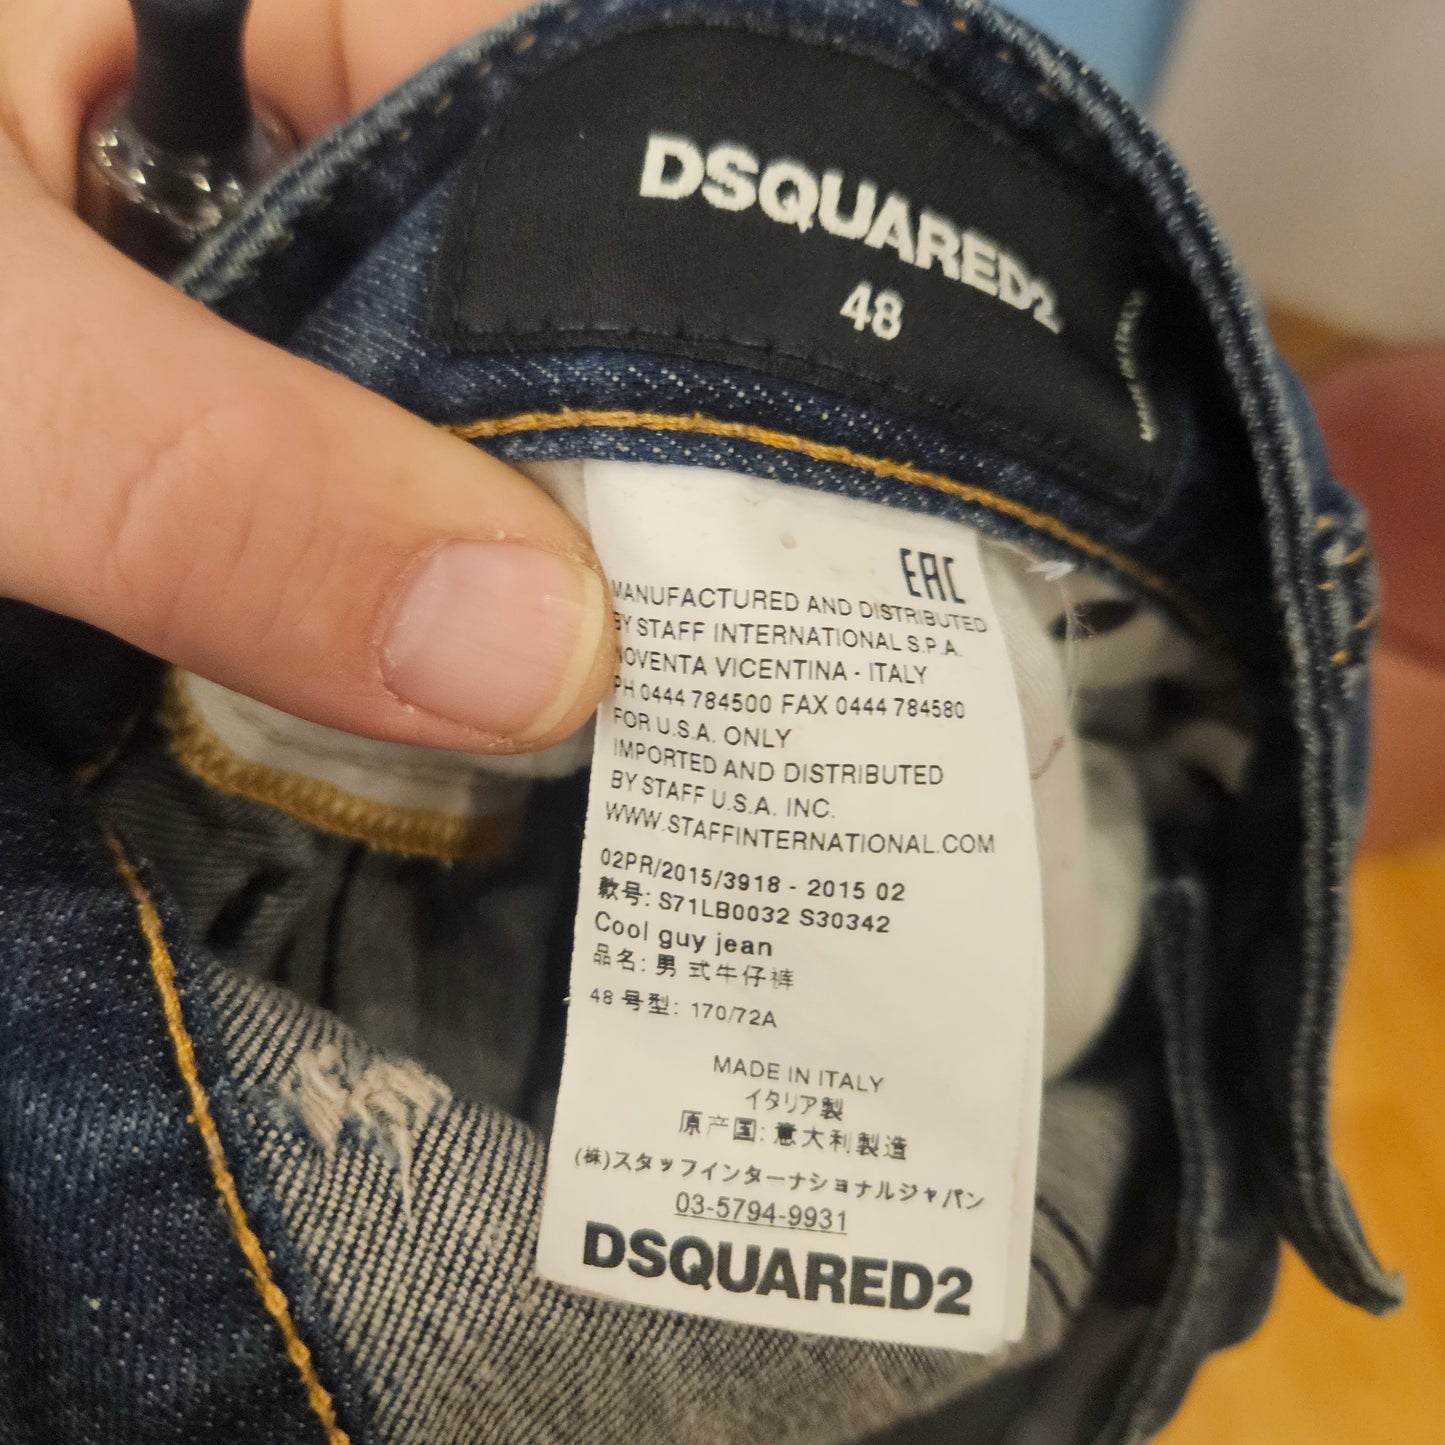 DSQUARED2
48
MADE IN ITALY
EAC
MANUFACTURED AND DISTRIBUTED
BY STAFF INTERNATIONAL S.P.A.
NOVENTA VICENTINA - ITALY
PH 0444 784500 FAX 0444 784580
FOR U.S.A. ONLY
IMPORTED AND DISTRIBUTED
BY STAFF U.S.A. INC.
WWW.STAFFINTERNATIONAL.COM
02PR/2015/3918 - 2015 02
款号: S71LB0032 S30342
Cool guy jean
品名: 男式牛仔裤
48 号型: 170/72A
MADE IN ITALY
イタリア製
原产国: 意大利製造
(株)スタッフインターナショナルジャパン
03-5794-9931
DSQUARED2